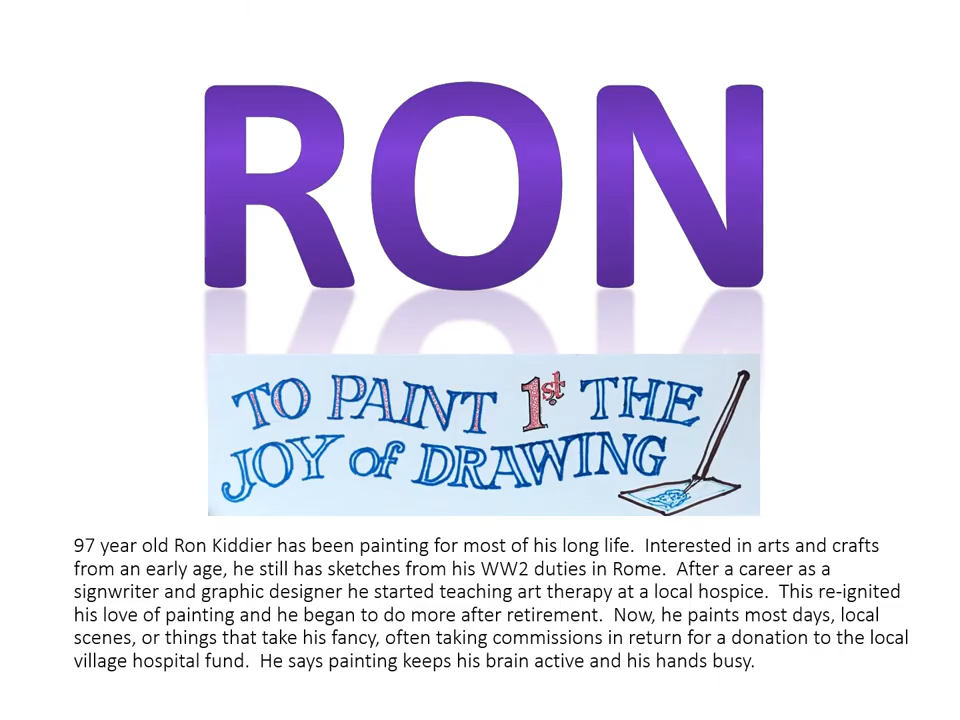 RON
TO PAINT 1st THE
JOY of DRAWING
97 year old Ron Kiddier has been painting for most of his long life.  Interested in arts and crafts
from an early age, he still has sketches from his WW2 duties in Rome.  After a career as a
signwriter and graphic designer he started teaching art therapy at a local hospice.  This re-ignited
his love of painting and he began to do more after retirement.  Now, he paints most days, local
scenes, or things that take his fancy, often taking commissions in return for a donation to the local
village hospital fund.  He says painting keeps his brain active and his hands busy.